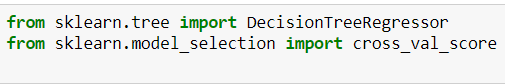 from sklearn.tree import DecisionTreeRegressor
from sklearn.model_selection import cross_val_score